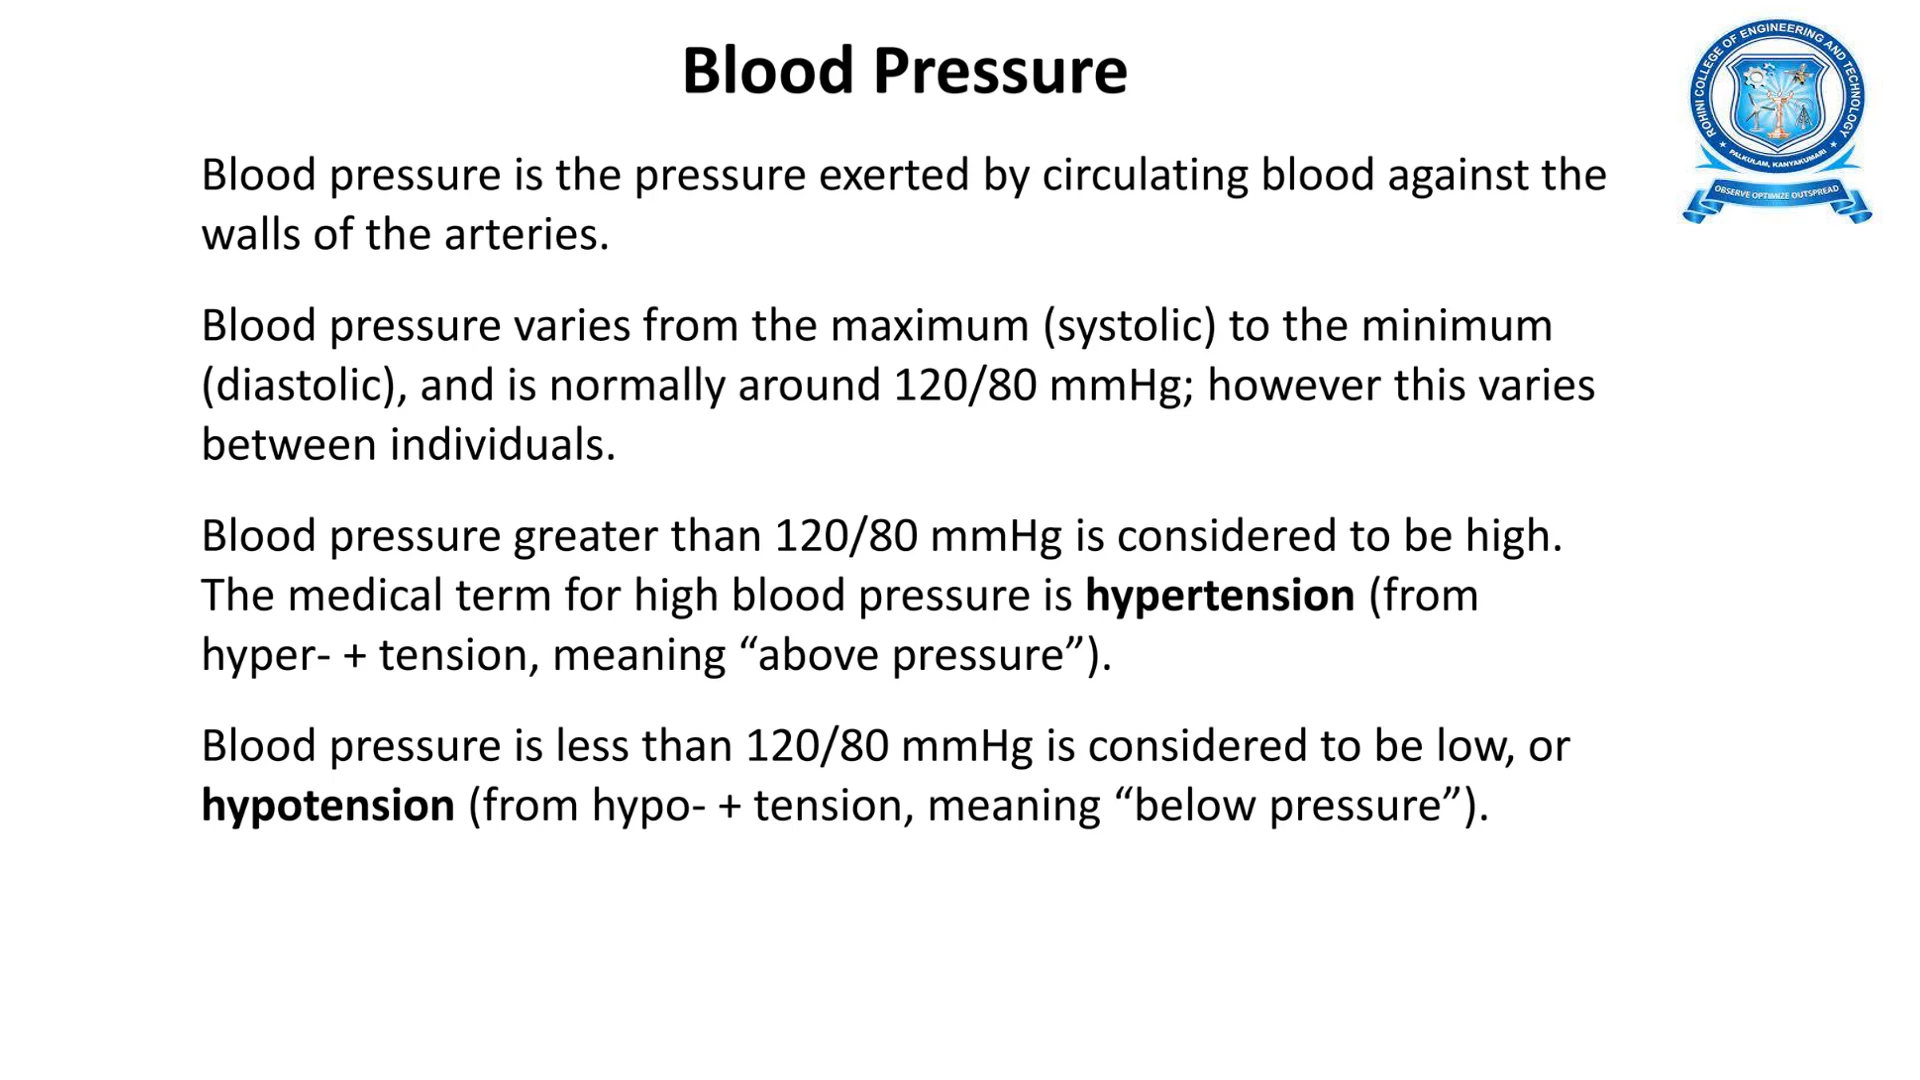 Blood Pressure
ROHINI COLLEGE OF ENGINEERING AND TECHNOLOGY
PALKULAM, KANYAKUMARI
OBSERVE OPTIMIZE OUTSPREAD
Blood pressure is the pressure exerted by circulating blood against the
walls of the arteries.
Blood pressure varies from the maximum (systolic) to the minimum
(diastolic), and is normally around 120/80 mmHg; however this varies
between individuals.
Blood pressure greater than 120/80 mmHg is considered to be high.
The medical term for high blood pressure is hypertension (from
hyper- + tension, meaning “above pressure”).
Blood pressure is less than 120/80 mmHg is considered to be low, or
hypotension (from hypo- + tension, meaning “below pressure”).